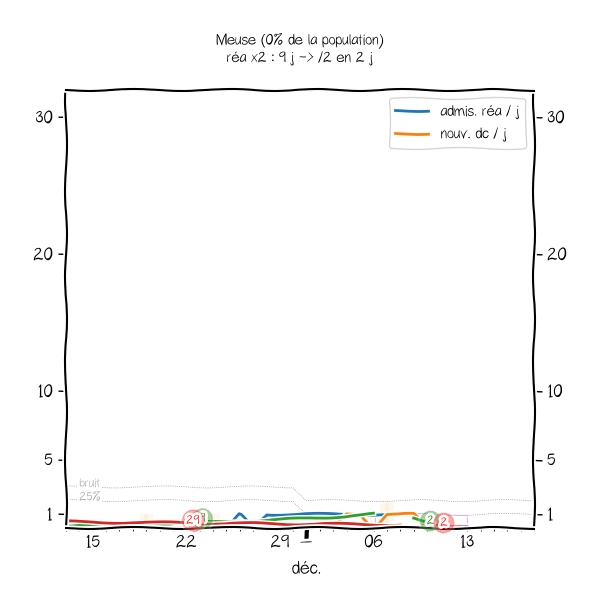 Meuse (0% de la population)
réa x2 : 9 j -> /2 en 2 j
admis. réa / j
nouv. dc / j
30 30
20 20
10 10
5 5
bruit
25%
1 1
29 2 2
15 22 29 06 13
déc.